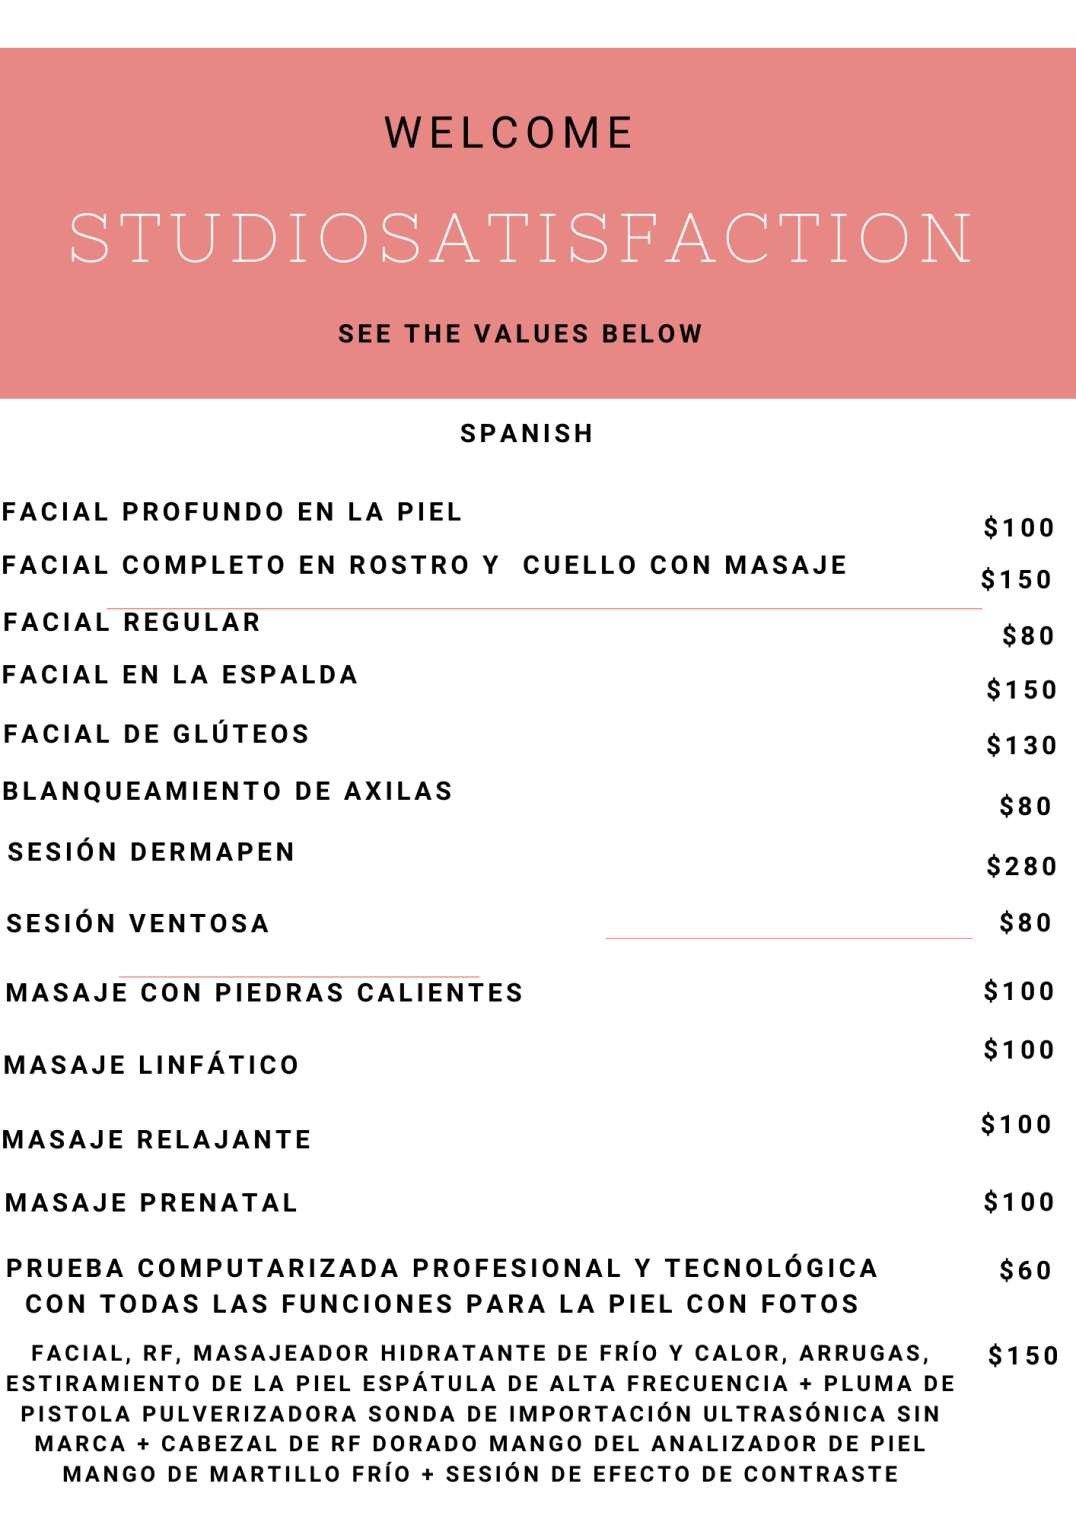 WELCOME
STUDIOSATISFACTION
SEE THE VALUES BELOW
SPANISH
FACIAL PROFUNDO EN LA PIEL $100
FACIAL COMPLETO EN ROSTRO Y CUELLO CON MASAJE $150
FACIAL REGULAR $80
FACIAL EN LA ESPALDA $150
FACIAL DE GLÚTEOS $130
BLANQUEAMIENTO DE AXILAS $80
SESIÓN DERMAPEN $280
SESIÓN VENTOSA $80
MASAJE CON PIEDRAS CALIENTES $100
MASAJE LINFÁTICO $100
MASAJE RELAJANTE $100
MASAJE PRENATAL $100
PRUEBA COMPUTARIZADA PROFESIONAL Y TECNOLÓGICA $60
CON TODAS LAS FUNCIONES PARA LA PIEL CON FOTOS
FACIAL, RF, MASAJEADOR HIDRATANTE DE FRÍO Y CALOR, ARRUGAS, $150
ESTIRAMIENTO DE LA PIEL ESPÁTULA DE ALTA FRECUENCIA + PLUMA DE
PISTOLA PULVERIZADORA SONDA DE IMPORTACIÓN ULTRASÓNICA SIN
MARCA + CABEZAL DE RF DORADO MANGO DEL ANALIZADOR DE PIEL
MANGO DE MARTILLO FRÍO + SESIÓN DE EFECTO DE CONTRASTE